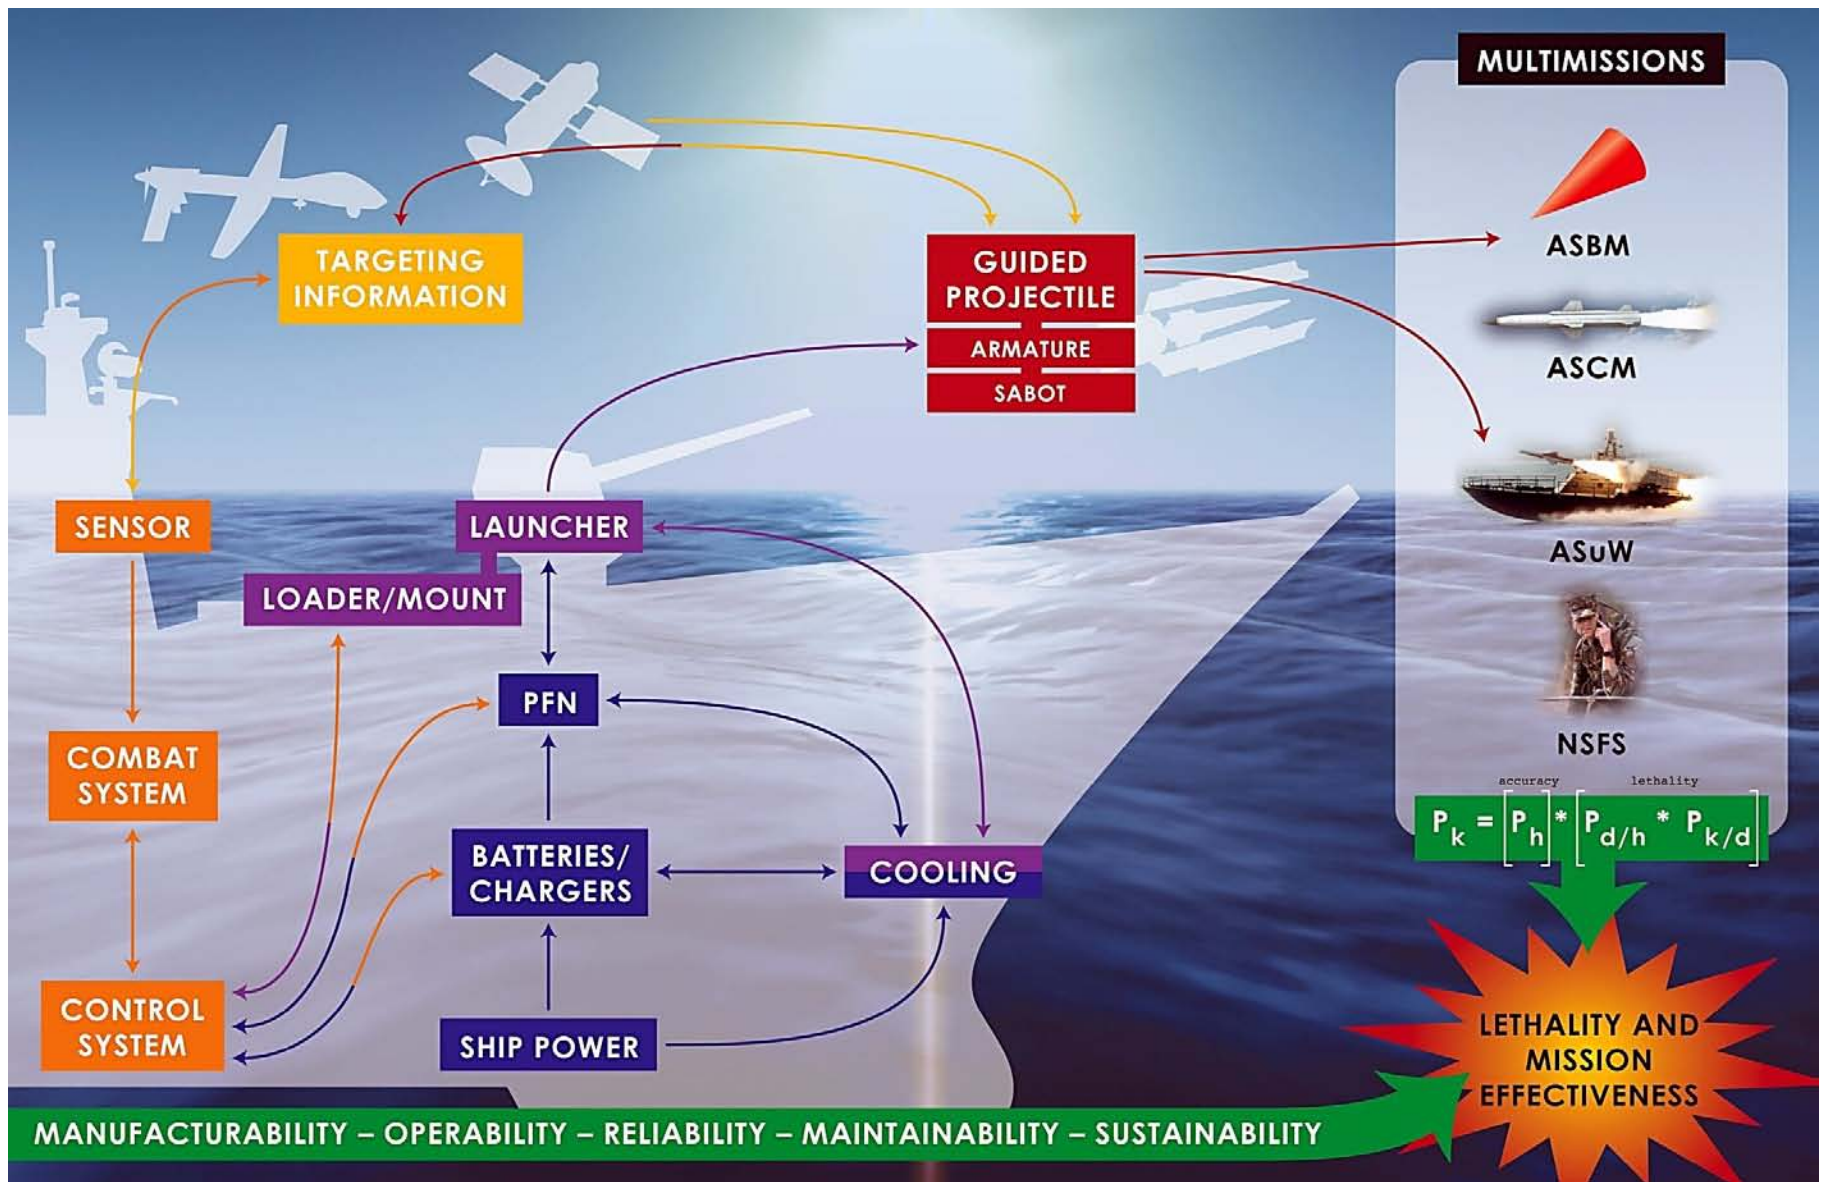 MULTIMISSIONS
TARGETING
INFORMATION
GUIDED
PROJECTILE
ARMATURE
SABOT
ASBM
ASCM
ASuW
NSFS
SENSOR
LAUNCHER
LOADER/MOUNT
PFN
COMBAT
SYSTEM
BATTERIES/
CHARGERS
COOLING
CONTROL
SYSTEM
SHIP POWER
accuracy lethality
Pk = [Ph] * [Pd/h * Pk/d]
LETHALITY AND
MISSION
EFFECTIVENESS
MANUFACTURABILITY – OPERABILITY – RELIABILITY – MAINTAINABILITY – SUSTAINABILITY